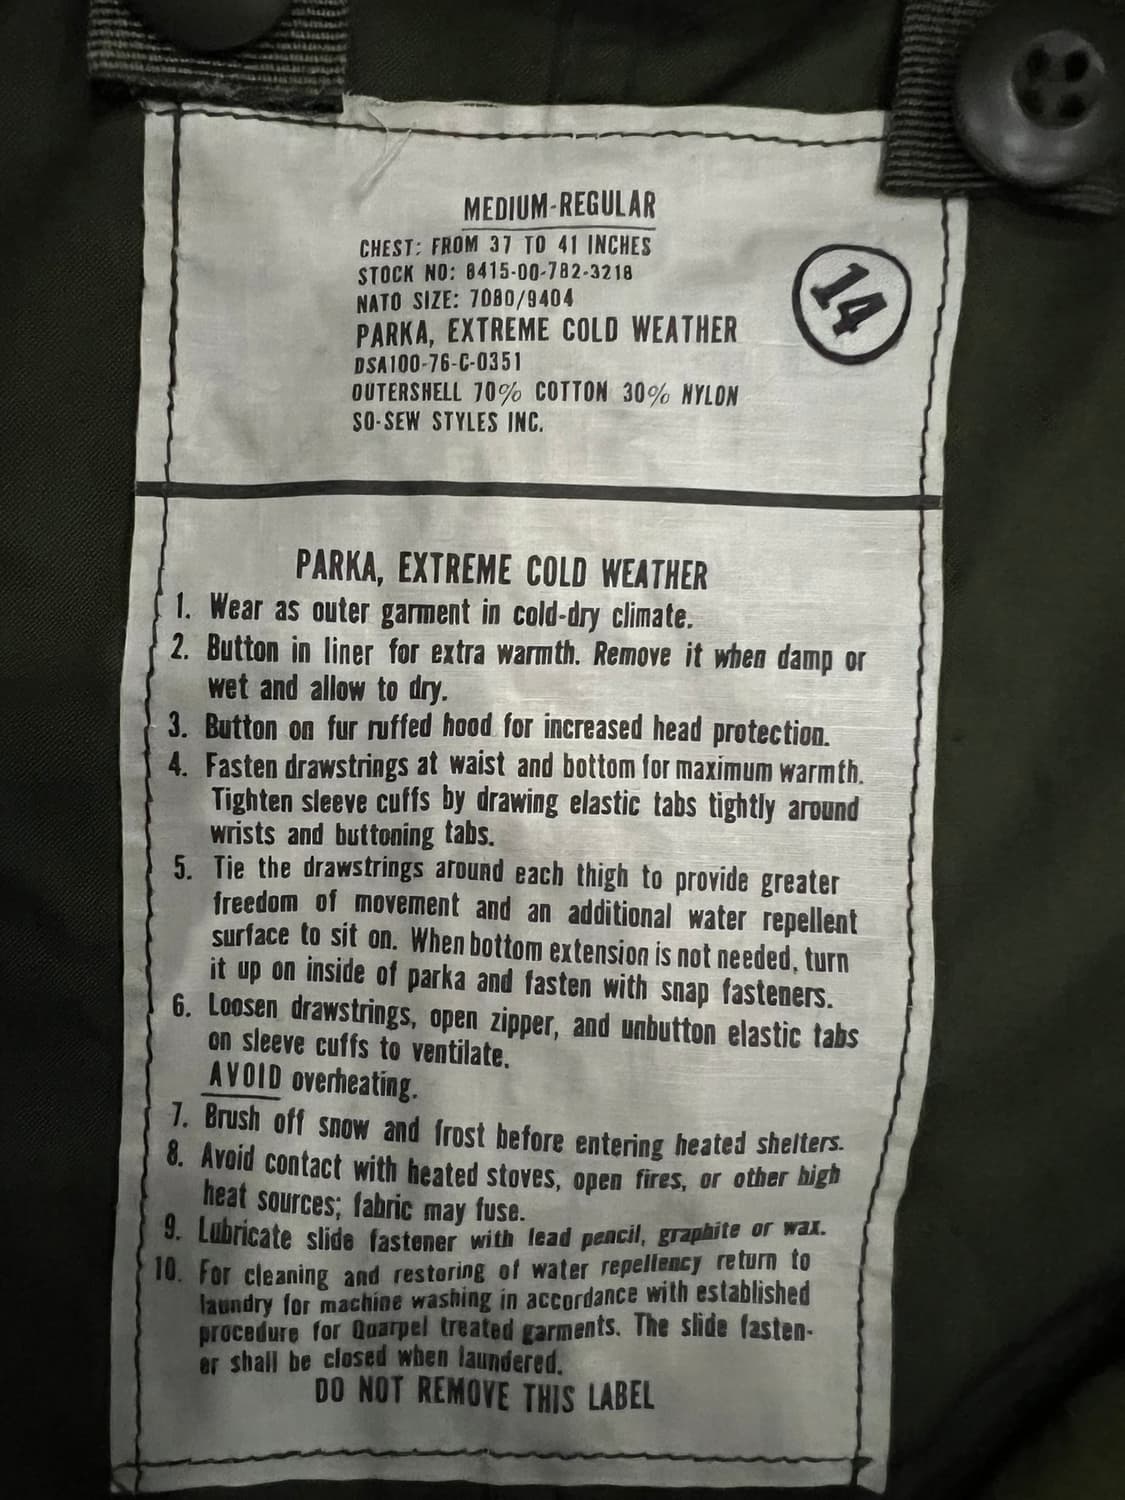 MEDIUM-REGULAR
CHEST: FROM 37 TO 41 INCHES
STOCK NO: 8415-00-782-3218
NATO SIZE: 7080/9404
PARKA, EXTREME COLD WEATHER
DSA100-76-C-0351
OUTERSHELL 70% COTTON 30% NYLON
SO-SEW STYLES INC.
14
PARKA, EXTREME COLD WEATHER
1. Wear as outer garment in cold-dry climate.
2. Button in liner for extra warmth. Remove it when damp or
wet and allow to dry.
3. Button on fur ruffed hood for increased head protection.
4. Fasten drawstrings at waist and bottom for maximum warmth.
Tighten sleeve cuffs by drawing elastic tabs tightly around
wrists and buttoning tabs.
5. Tie the drawstrings around each thigh to provide greater
freedom of movement and an additional water repellent
surface to sit on. When bottom extension is not needed, turn
it up on inside of parka and fasten with snap fasteners.
6. Loosen drawstrings, open zipper, and unbutton elastic tabs
on sleeve cuffs to ventilate.
AVOID overheating.
7. Brush off snow and frost before entering heated shelters.
8. Avoid contact with heated stoves, open fires, or other high
heat sources; fabric may fuse.
9. Lubricate slide fastener with lead pencil, graphite or wax.
10. For cleaning and restoring of water repellency return to
laundry for machine washing in accordance with established
procedure for Quarpel treated garments. The slide fasten-
er shall be closed when laundered.
DO NOT REMOVE THIS LABEL